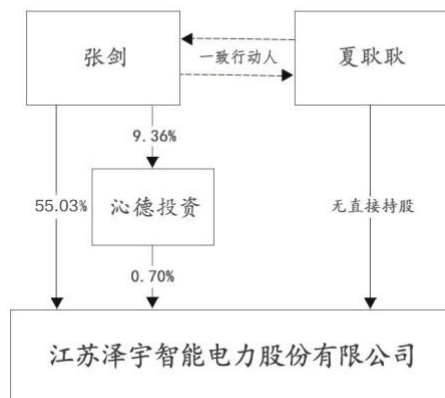 张剑
一致行动人
夏耿耿
9.36%
55.03%
沁德投资
无直接持股
0.70%
江苏泽宇智能电力股份有限公司